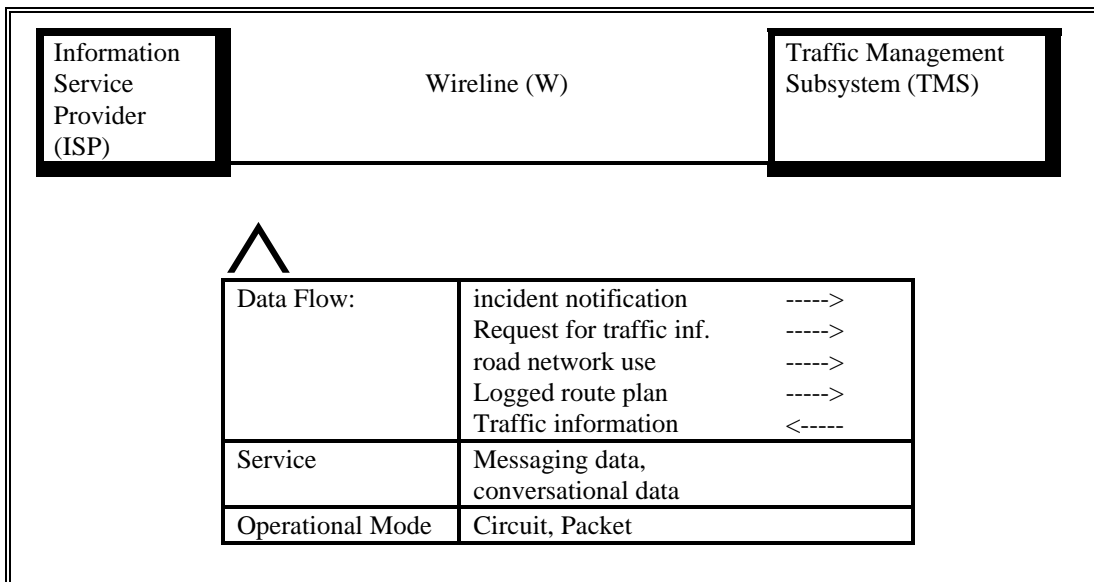 Information
Service
Provider
(ISP)
Wireline (W)
Traffic Management
Subsystem (TMS)
Data Flow:
incident notification ----->
Request for traffic inf. ----->
road network use ----->
Logged route plan ----->
Traffic information <-----
Service
Messaging data,
conversational data
Operational Mode
Circuit, Packet